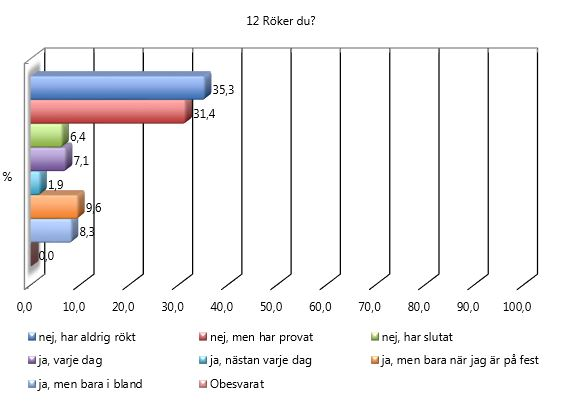 12 Röker du?
35,3
31,4
6,4
7,1
1,9
9,6
8,3
0,0
%
0,0 10,0 20,0 30,0 40,0 50,0 60,0 70,0 80,0 90,0 100,0
nej, har aldrig rökt nej, men har provat nej, har slutat
ja, varje dag ja, nästan varje dag ja, men bara när jag är på fest
ja, men bara i bland Obesvarat